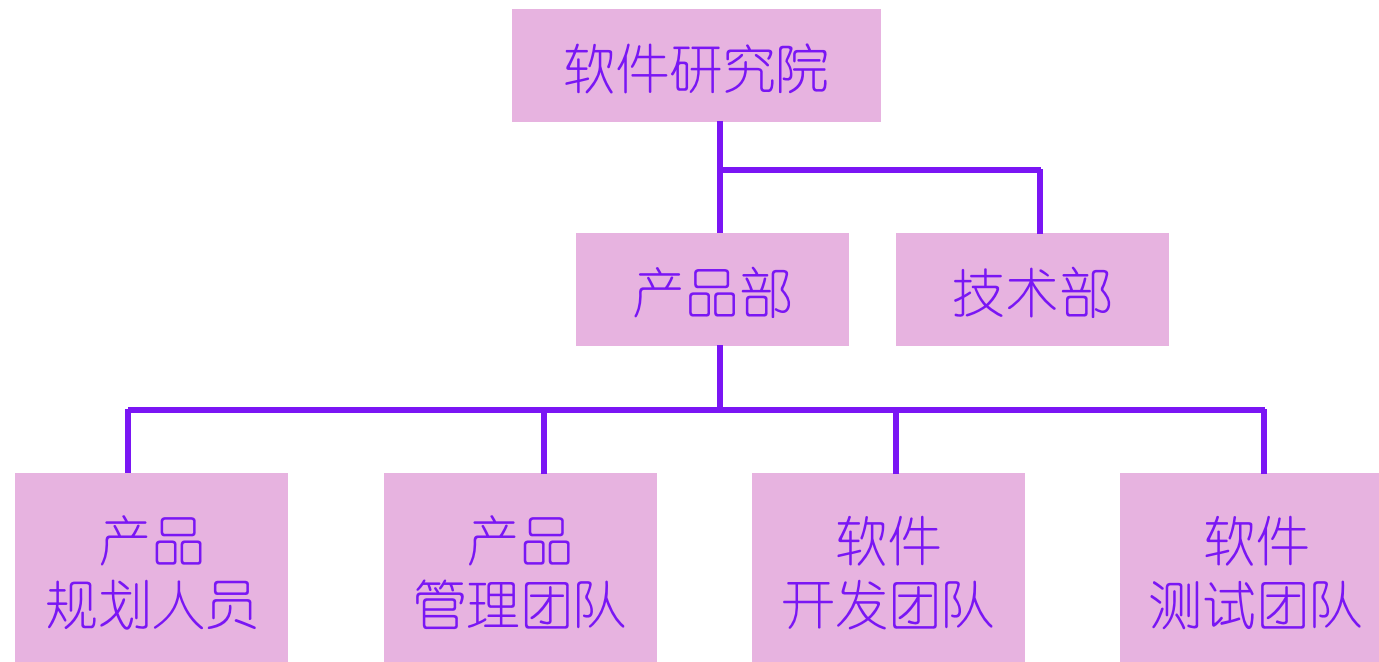 软件研究院
产品部
技术部
产品
规划人员
产品
管理团队
软件
开发团队
软件
测试团队